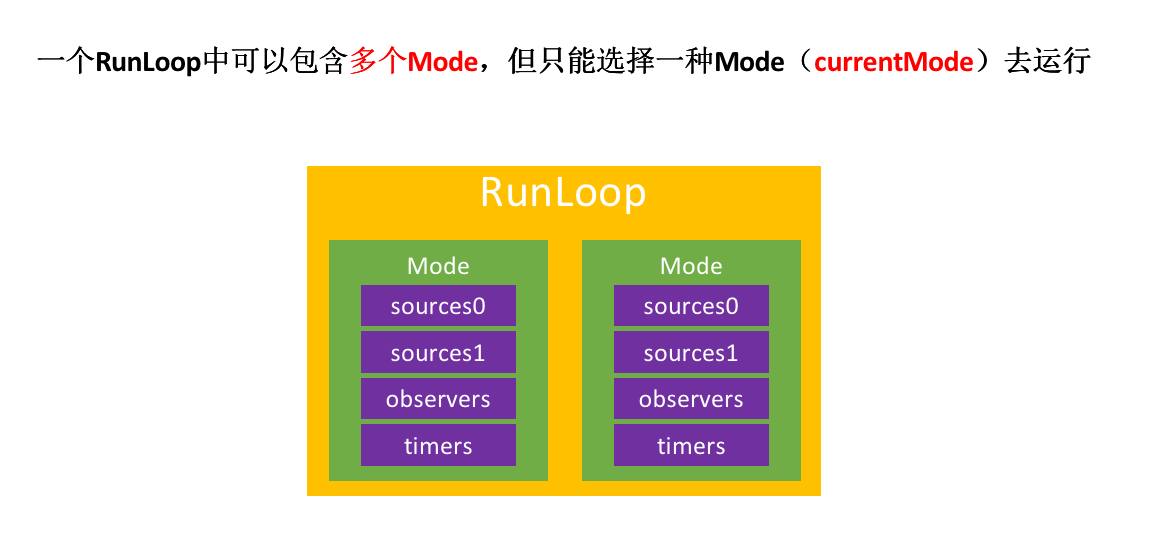 一个RunLoop中可以包含多个Mode，但只能选择一种Mode（currentMode）去运行
RunLoop
Mode
sources0
sources1
observers
timers
Mode
sources0
sources1
observers
timers